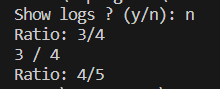 Show logs ? (y/n): n
Ratio: 3/4
3 / 4
Ratio: 4/5